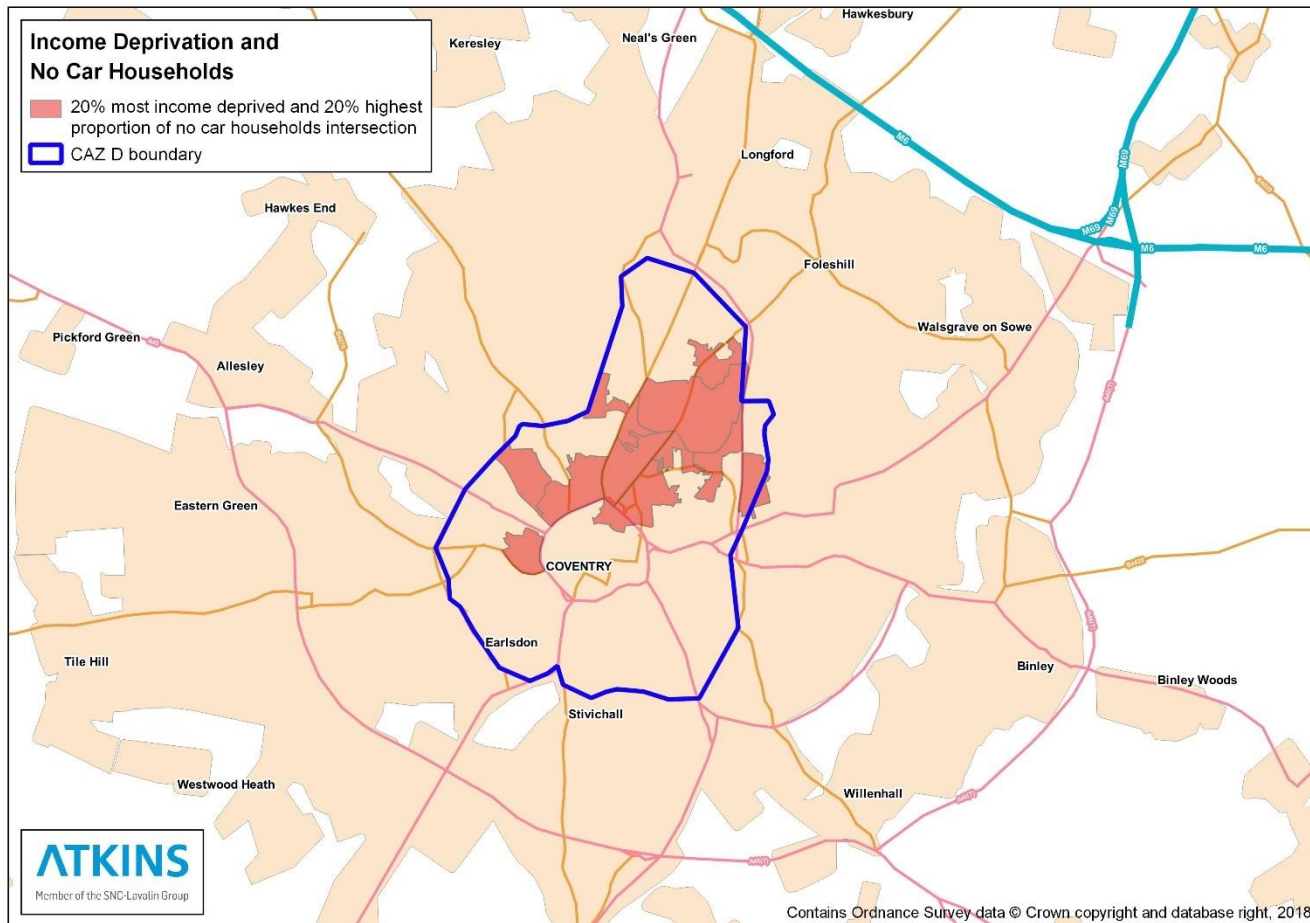 Income Deprivation and
No Car Households
20% most income deprived and 20% highest
proportion of no car households intersection
CAZ D boundary
Hawkesbury
Neal's Green
Keresley
M6
Longford
M69
M69
M69
Hawkes End
M6
M6
Foleshill
Walsgrave on Sowe
Pickford Green
Allesley
Eastern Green
COVENTRY
Earlsdon
Tile Hill
Binley
Binley Woods
Stivichall
Westwood Heath
Willenhall
A45(T)
ATKINS
Member of the SNC-Lavalin Group
Contains Ordnance Survey data © Crown copyright and database right, 2018